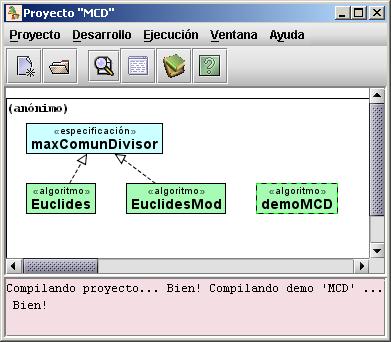 Proyecto "MCD"
Proyecto Desarrollo Ejecución Ventana Ayuda
(anónimo)
«especificación»
maxComunDivisor
«algoritmo» «algoritmo» «algoritmo»
Euclides EuclidesMod demoMCD
Compilando proyecto... Bien! Compilando demo 'MCD' ...
Bien!